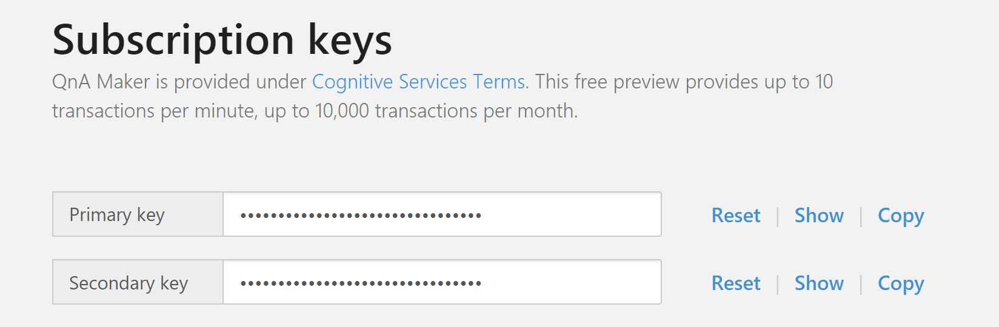 Subscription keys
QnA Maker is provided under Cognitive Services Terms. This free preview provides up to 10
transactions per minute, up to 10,000 transactions per month.
Primary key •••••••••••••••••••••••••••••••• Reset | Show | Copy
Secondary key •••••••••••••••••••••••••••••••• Reset | Show | Copy